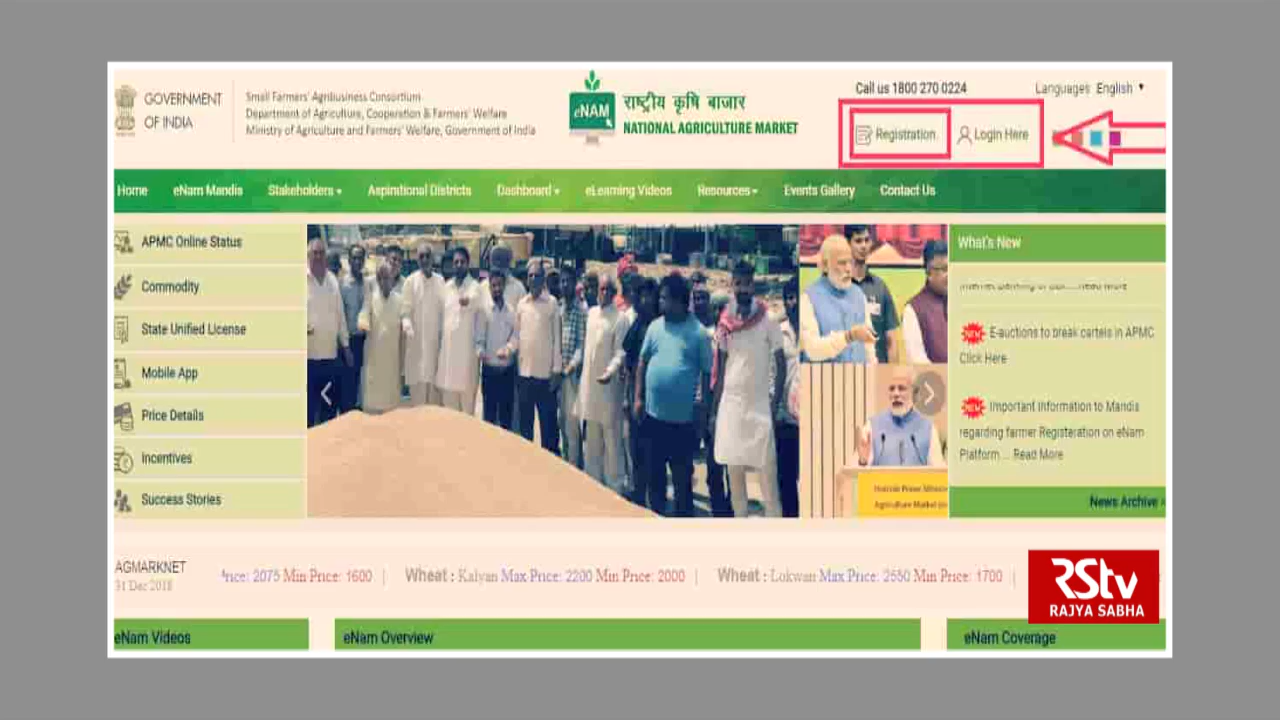 GOVERNMENT
OF INDIA
Small Farmers' Agribusiness Consortium
Department of Agriculture, Cooperation & Farmers' Welfare
Ministry of Agriculture and Farmers' Welfare, Government of India
eNAM
राष्ट्रीय कृषि बाजार
NATIONAL AGRICULTURE MARKET
Call us 1800 270 0224
Languages English
Registration
Login Here
Home eNam Mandis Stakeholders Aspirational Districts Dashboard eLearning Videos Resources Events Gallery Contact Us
APMC Online Status
Commodity
State Unified License
Mobile App
Price Details
Incentives
Success Stories
What's New
NEW E-auctions to break cartels in APMC
Click Here
NEW Important Information to Mandis
regarding farmer Registeration on eNam
Platform ... Read More
News Archive
AGMARKNET
31 Dec 2018
Price: 2075 Min Price: 1600 | Wheat : Kalyan Max Price: 2200 Min Price: 2000 | Wheat : Lokwan Max Price: 2550 Min Price: 1700 |
RStv
RAJYA SABHA
eNam Videos
eNam Overview
eNam Coverage